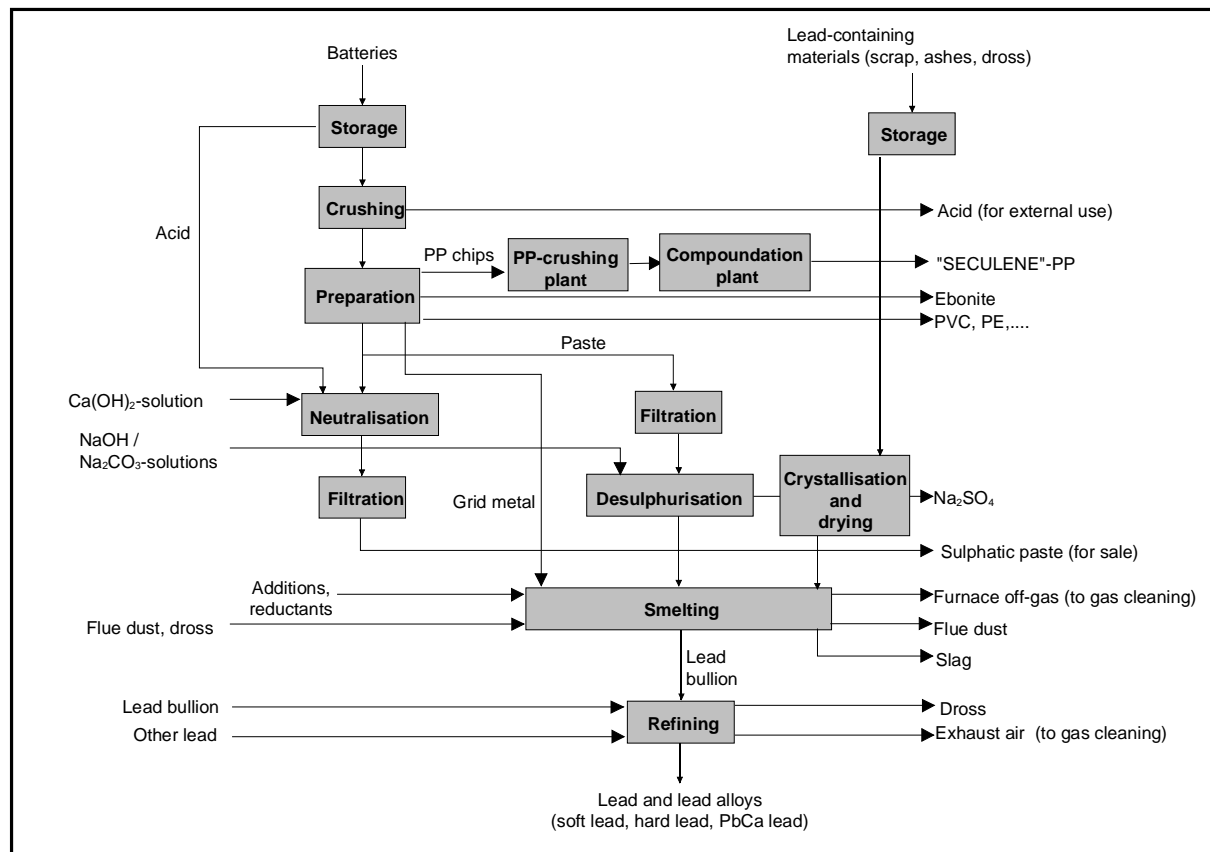 Batteries
Lead-containing
materials (scrap, ashes, dross)
Storage
Storage
Crushing
Acid (for external use)
Acid
PP chips
PP-crushing
plant
Compoundation
plant
"SECULENE"-PP
Preparation
Ebonite
PVC, PE,....
Paste
Ca(OH)₂-solution
Neutralisation
Filtration
NaOH /
Na₂CO₃-solutions
Filtration
Grid metal
Desulphurisation
Crystallisation
and
drying
Na₂SO₄
Sulphatic paste (for sale)
Additions,
reductants
Smelting
Furnace off-gas (to gas cleaning)
Flue dust, dross
Flue dust
Slag
Lead
bullion
Lead bullion
Refining
Dross
Other lead
Exhaust air (to gas cleaning)
Lead and lead alloys
(soft lead, hard lead, PbCa lead)